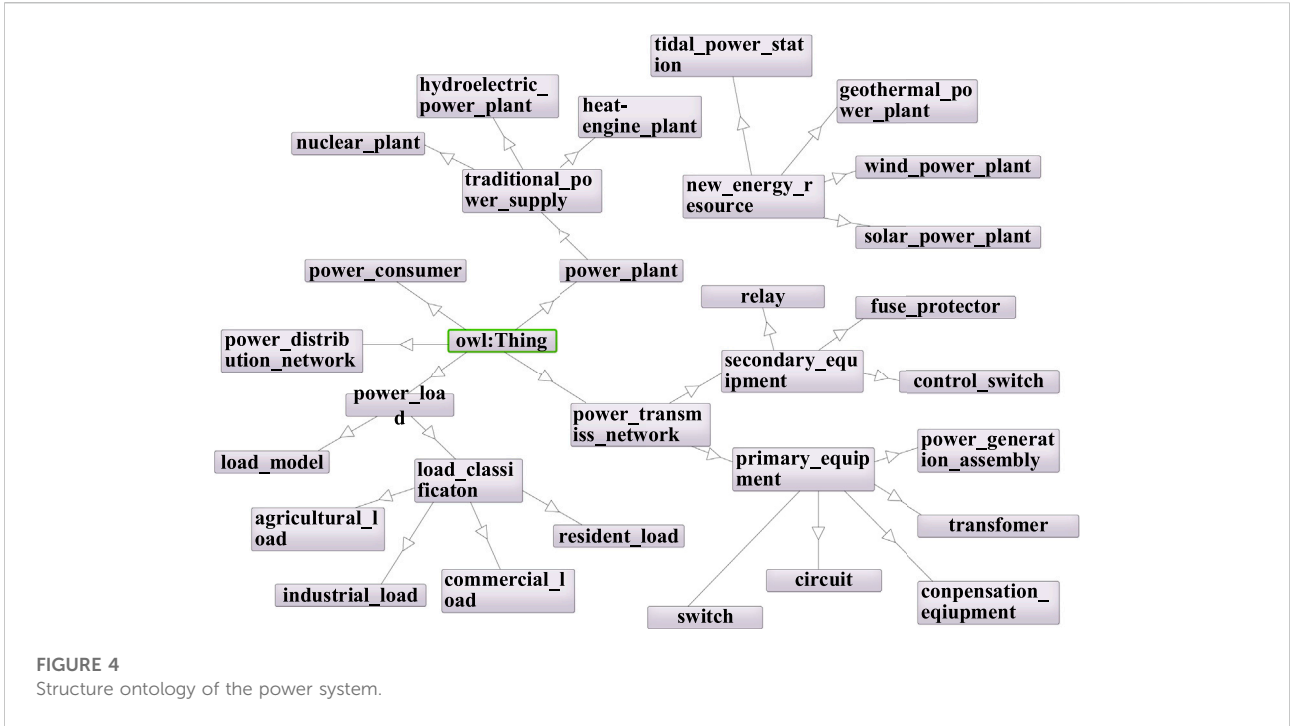 tidal_power_stat
ion
hydroelectric_
power_plant
heat-
engine_plant
geothermal_po
wer_plant
nuclear_plant
traditional_po
wer_supply
new_energy_r
esource
wind_power_plant
solar_power_plant
power_consumer
power_plant
relay
fuse_protector
power_distrib
ution_network
owl:Thing
secondary_equ
ipment
control_switch
power_loa
d
power_transm
iss_network
load_model
load_classi
ficaton
primary_equip
ment
power_generat
ion_assembly
agricultural_l
oad
resident_load
transfomer
industrial_load
commercial_l
oad
circuit
switch
conpensation_
eqiupment
FIGURE 4
Structure ontology of the power system.